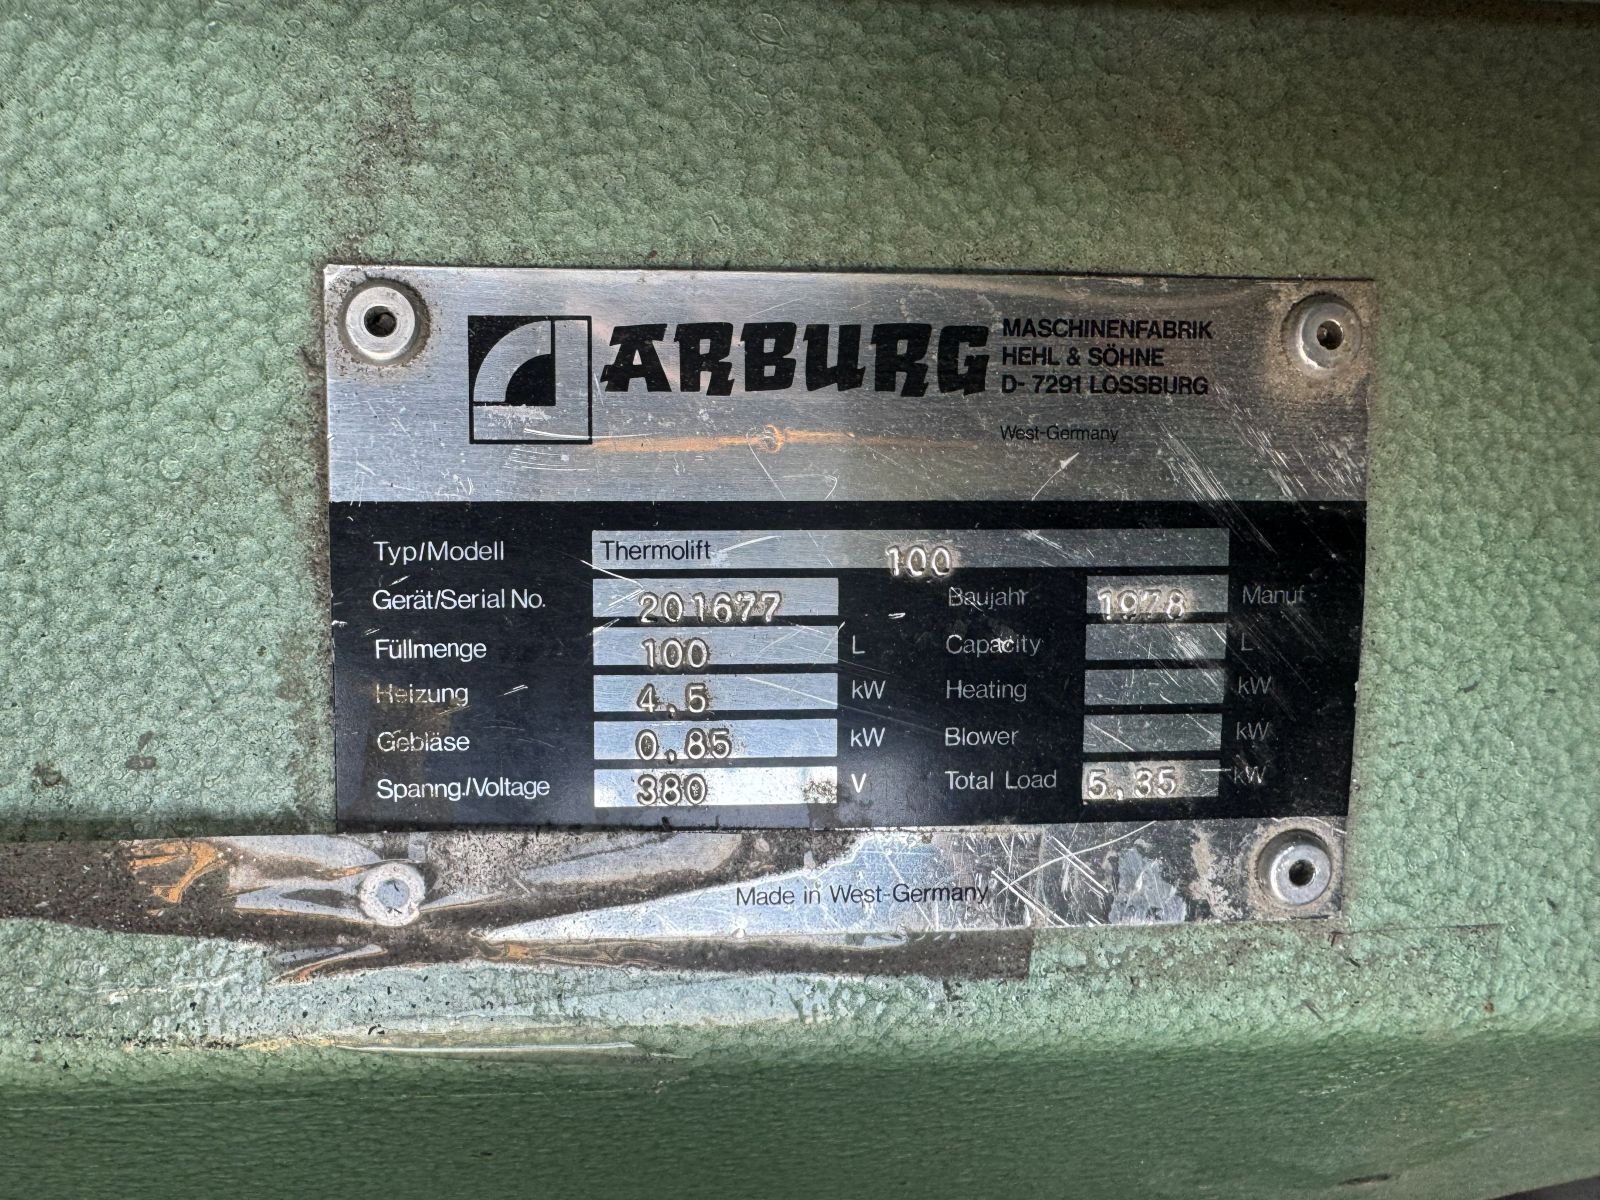 ARBURG
MASCHINENFABRIK
HEHL & SÖHNE
D-7291 LOSSBURG
West-Germany
Typ/Modell Thermolift 100
Gerät/Serial No. 201677 Baujahr 1978 Manuf.
Füllmenge 100 L Capacity L
Heizung 4,5 kW Heating kW
Gebläse 0,85 kW Blower kW
Spanng./Voltage 380 V Total Load 5,35 kW
Made in West-Germany